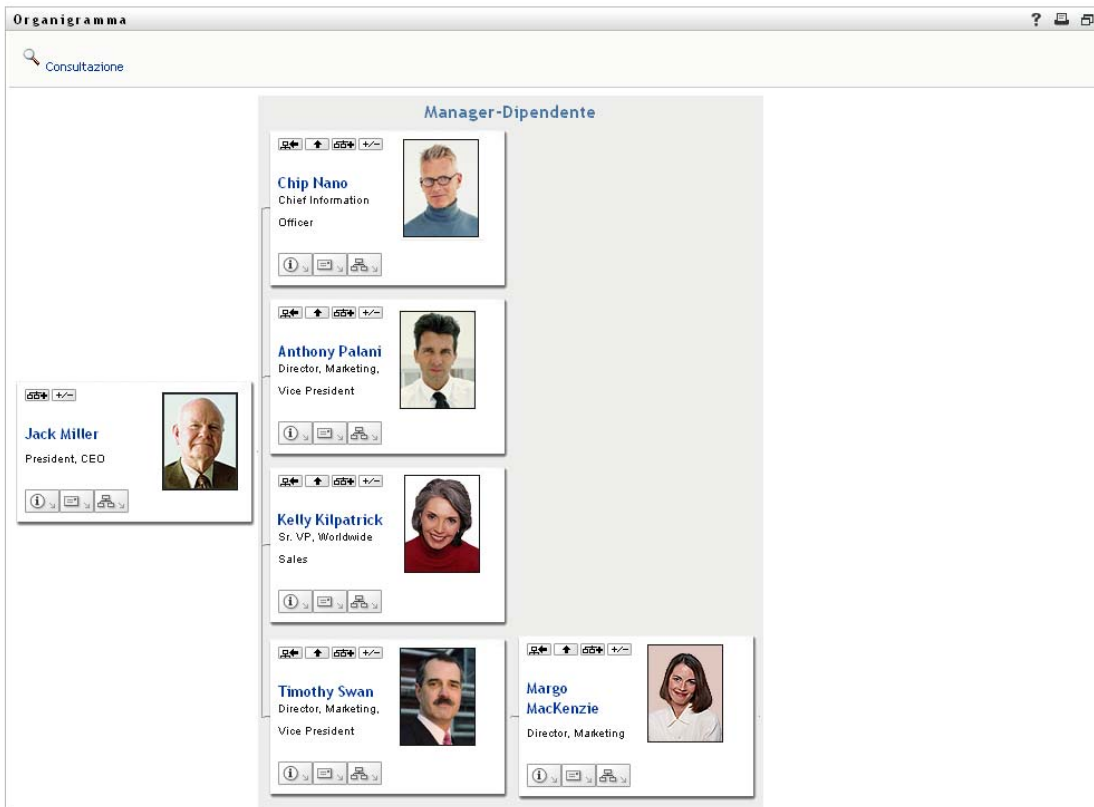 Organigramma
Consultazione
Manager-Dipendente
Chip Nano
Chief Information
Officer
Anthony Palani
Director, Marketing,
Vice President
Jack Miller
President, CEO
Kelly Kilpatrick
Sr. VP, Worldwide
Sales
Timothy Swan
Director, Marketing,
Vice President
Margo
MacKenzie
Director, Marketing